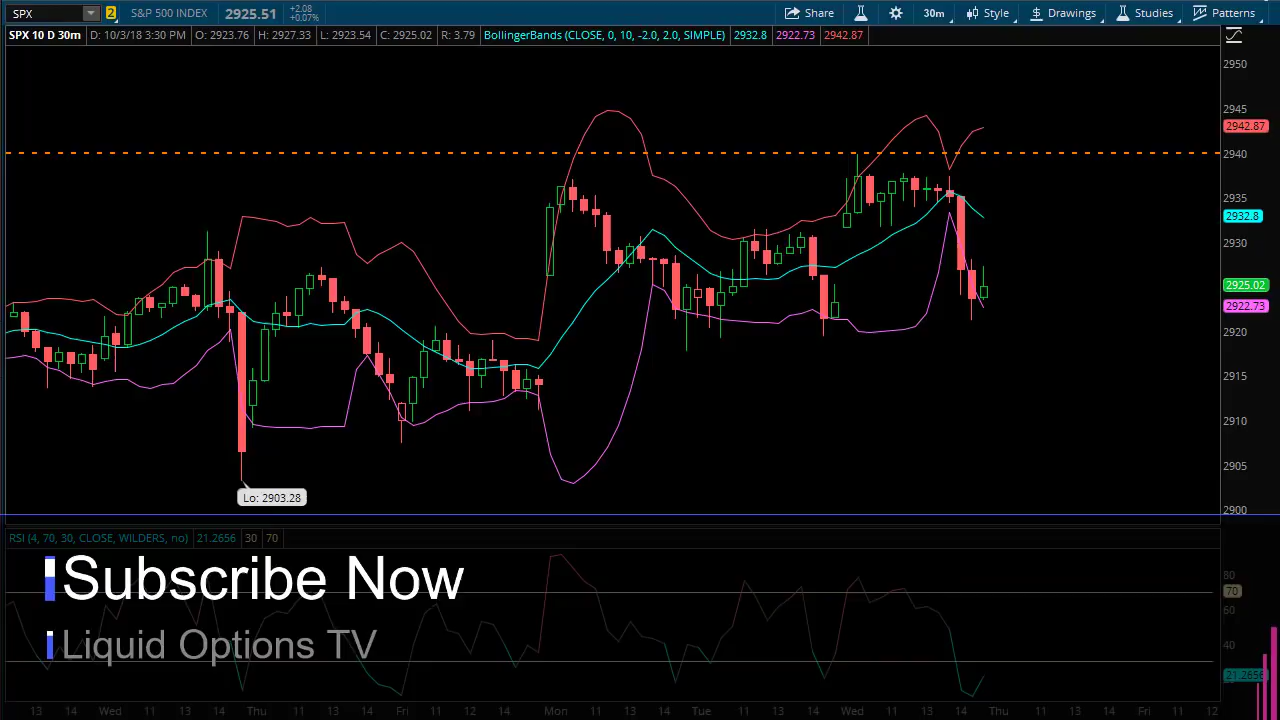 SPX 2 S&P 500 INDEX 2925.51 +2.08 +0.07% Share 30m Style Drawings Studies Patterns
SPX 10 D 30m D: 10/3/18 3:30 PM O: 2923.76 H: 2927.33 L: 2923.54 C: 2925.02 R: 3.79 BollingerBands (CLOSE, 0, 10, -2.0, 2.0, SIMPLE) 2932.8 2922.73 2942.87
2950
2945
2942.87
2940
2935
2932.8
2930
2925.02
2922.73
2920
2915
2910
2905
Lo: 2903.28
2900
RSI (4, 70, 30, CLOSE, WILDERS, no) 21.2656 30 70
80
70
60
40
21.2656
Subscribe Now
Liquid Options TV
13 14 Wed 11 13 14 Thu 11 13 14 Fri 11 12 14 Mon 11 13 14 Tue 11 13 14 Wed 11 13 14 Thu 11 13 14 Fri 11 12